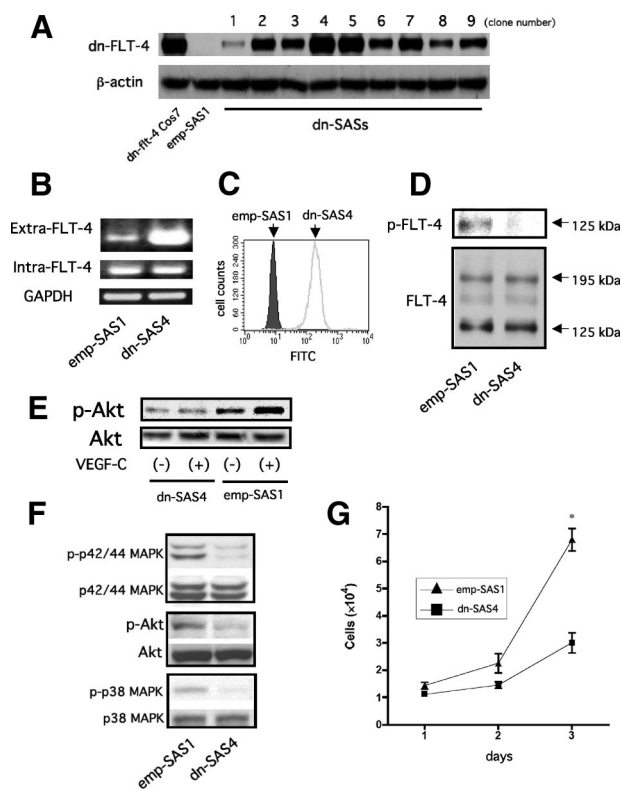 A
1 2 3 4 5 6 7 8 9 (clone number)
dn-FLT-4
β-actin
dn-flt-4 Cos7
emp-SAS1
dn-SASs
B
Extra-FLT-4
Intra-FLT-4
GAPDH
emp-SAS1
dn-SAS4
C
emp-SAS1 dn-SAS4
cell counts
300
240
180
120
60
0
10⁰ 10¹ 10² 10³ 10⁴
FITC
D
p-FLT-4
125 kDa
FLT-4
195 kDa
125 kDa
emp-SAS1
dn-SAS4
E
p-Akt
Akt
VEGF-C (-) (+) (-) (+)
dn-SAS4 emp-SAS1
F
p-p42/44 MAPK
p42/44 MAPK
p-Akt
Akt
p-p38 MAPK
p38 MAPK
emp-SAS1
dn-SAS4
G
Cells (×10⁴)
8
7
6
5
4
3
2
1
0
*
emp-SAS1
dn-SAS4
1 2 3
days